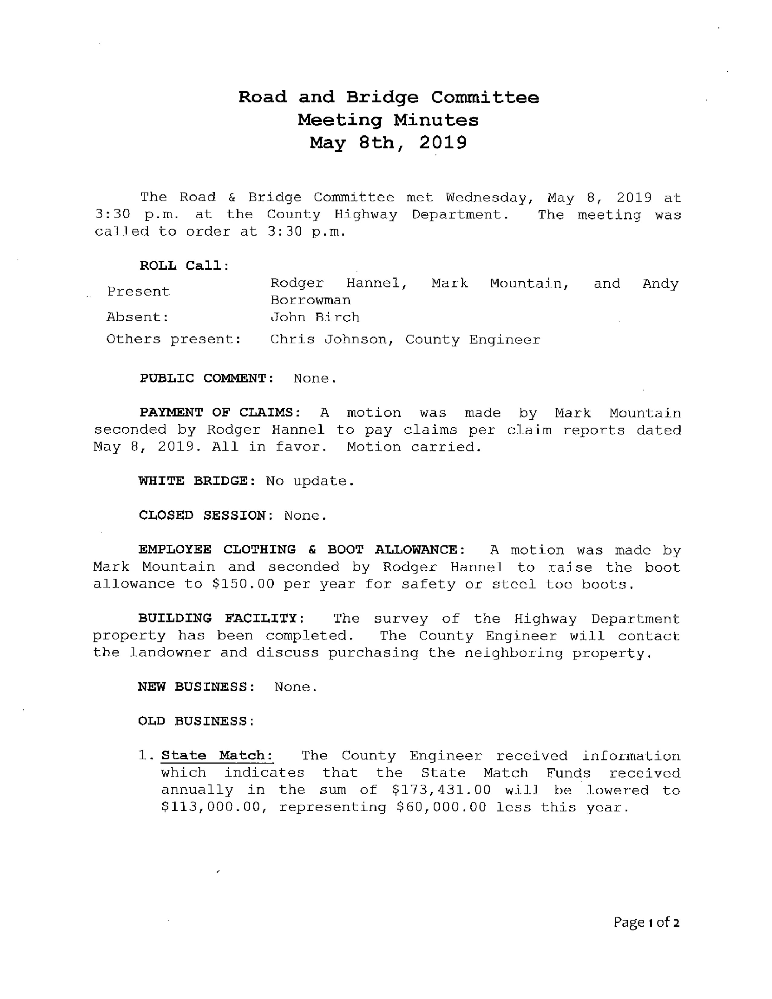 Road and Bridge Committee
Meeting Minutes
May 8th, 2019
The Road & Bridge Committee met Wednesday, May 8, 2019 at
3:30 p.m. at the County Highway Department. The meeting was
called to order at 3:30 p.m.
ROLL Call:
Present Rodger Hannel, Mark Mountain, and Andy
Borrowman
Absent: John Birch
Others present: Chris Johnson, County Engineer
PUBLIC COMMENT: None.
PAYMENT OF CLAIMS: A motion was made by Mark Mountain
seconded by Rodger Hannel to pay claims per claim reports dated
May 8, 2019. All in favor. Motion carried.
WHITE BRIDGE: No update.
CLOSED SESSION: None.
EMPLOYEE CLOTHING & BOOT ALLOWANCE: A motion was made by
Mark Mountain and seconded by Rodger Hannel to raise the boot
allowance to $150.00 per year for safety or steel toe boots.
BUILDING FACILITY: The survey of the Highway Department
property has been completed. The County Engineer will contact
the landowner and discuss purchasing the neighboring property.
NEW BUSINESS: None.
OLD BUSINESS:
1. State Match: The County Engineer received information
which indicates that the State Match Funds received
annually in the sum of $173,431.00 will be lowered to
$113,000.00, representing $60,000.00 less this year.
Page 1 of 2